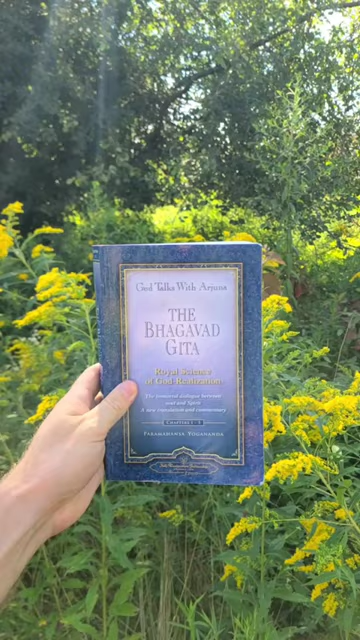 God Talks With Arjuna
THE
BHAGAVAD
GITA
Royal Science
of God-Realization
The immortal dialogue between
soul and Spirit
A new translation and commentary
CHAPTERS 1-5
PARAMAHANSA YOGANANDA